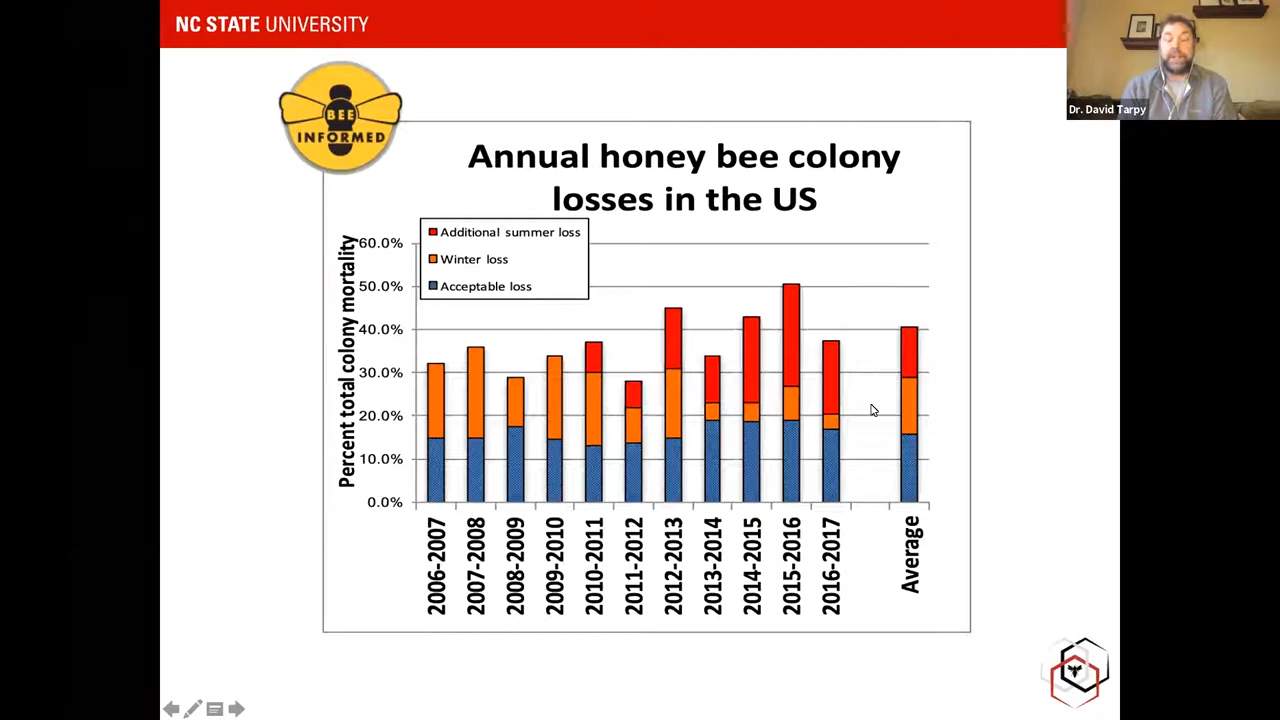 NC STATE UNIVERSITY
Dr. David Tarpy
BEE
INFORMED
Annual honey bee colony
losses in the US
Percent total colony mortality
Additional summer loss
Winter loss
Acceptable loss
60.0%
50.0%
40.0%
30.0%
20.0%
10.0%
0.0%
2006-2007
2007-2008
2008-2009
2009-2010
2010-2011
2011-2012
2012-2013
2013-2014
2014-2015
2015-2016
2016-2017
Average